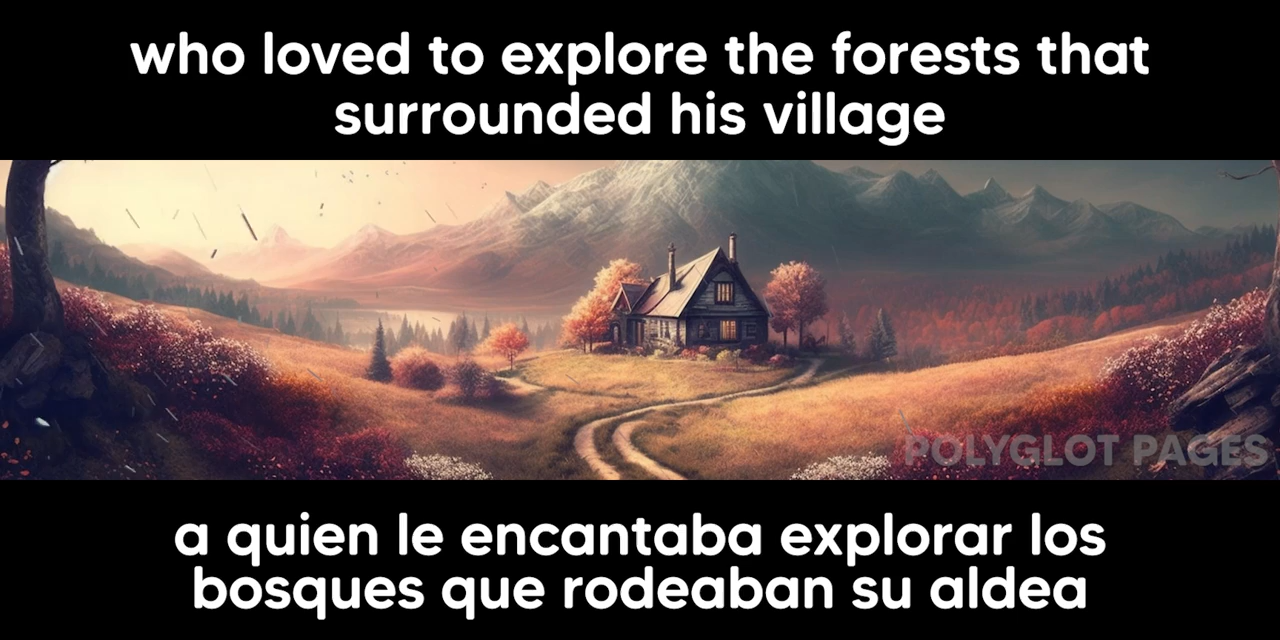 who loved to explore the forests that
surrounded his village
POLYGLOT PAGES
a quien le encantaba explorar los
bosques que rodeaban su aldea